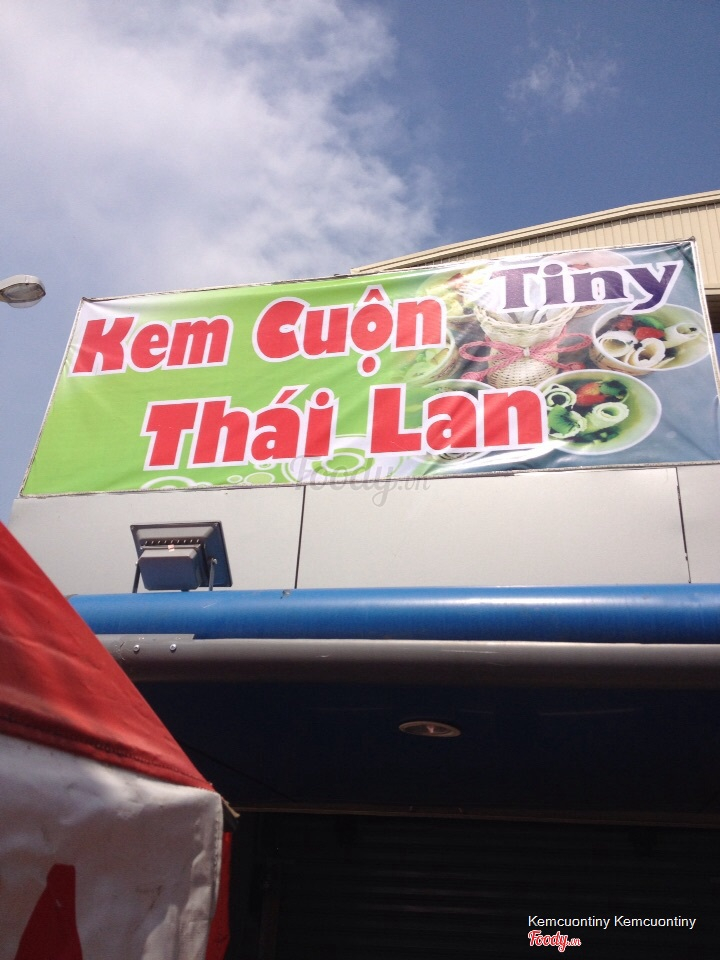 Tiny
Kem Cuộn
Thái Lan
Foody.vn
Kemcuontiny Kemcuontiny
Foody.vn